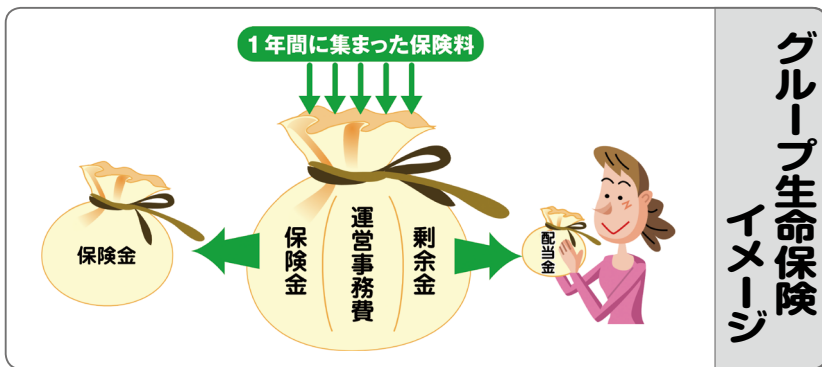 1年間に集まった保険料
保険金
保険金
運営事務費
剰余金
配当金
グループ生命保険
イメージ